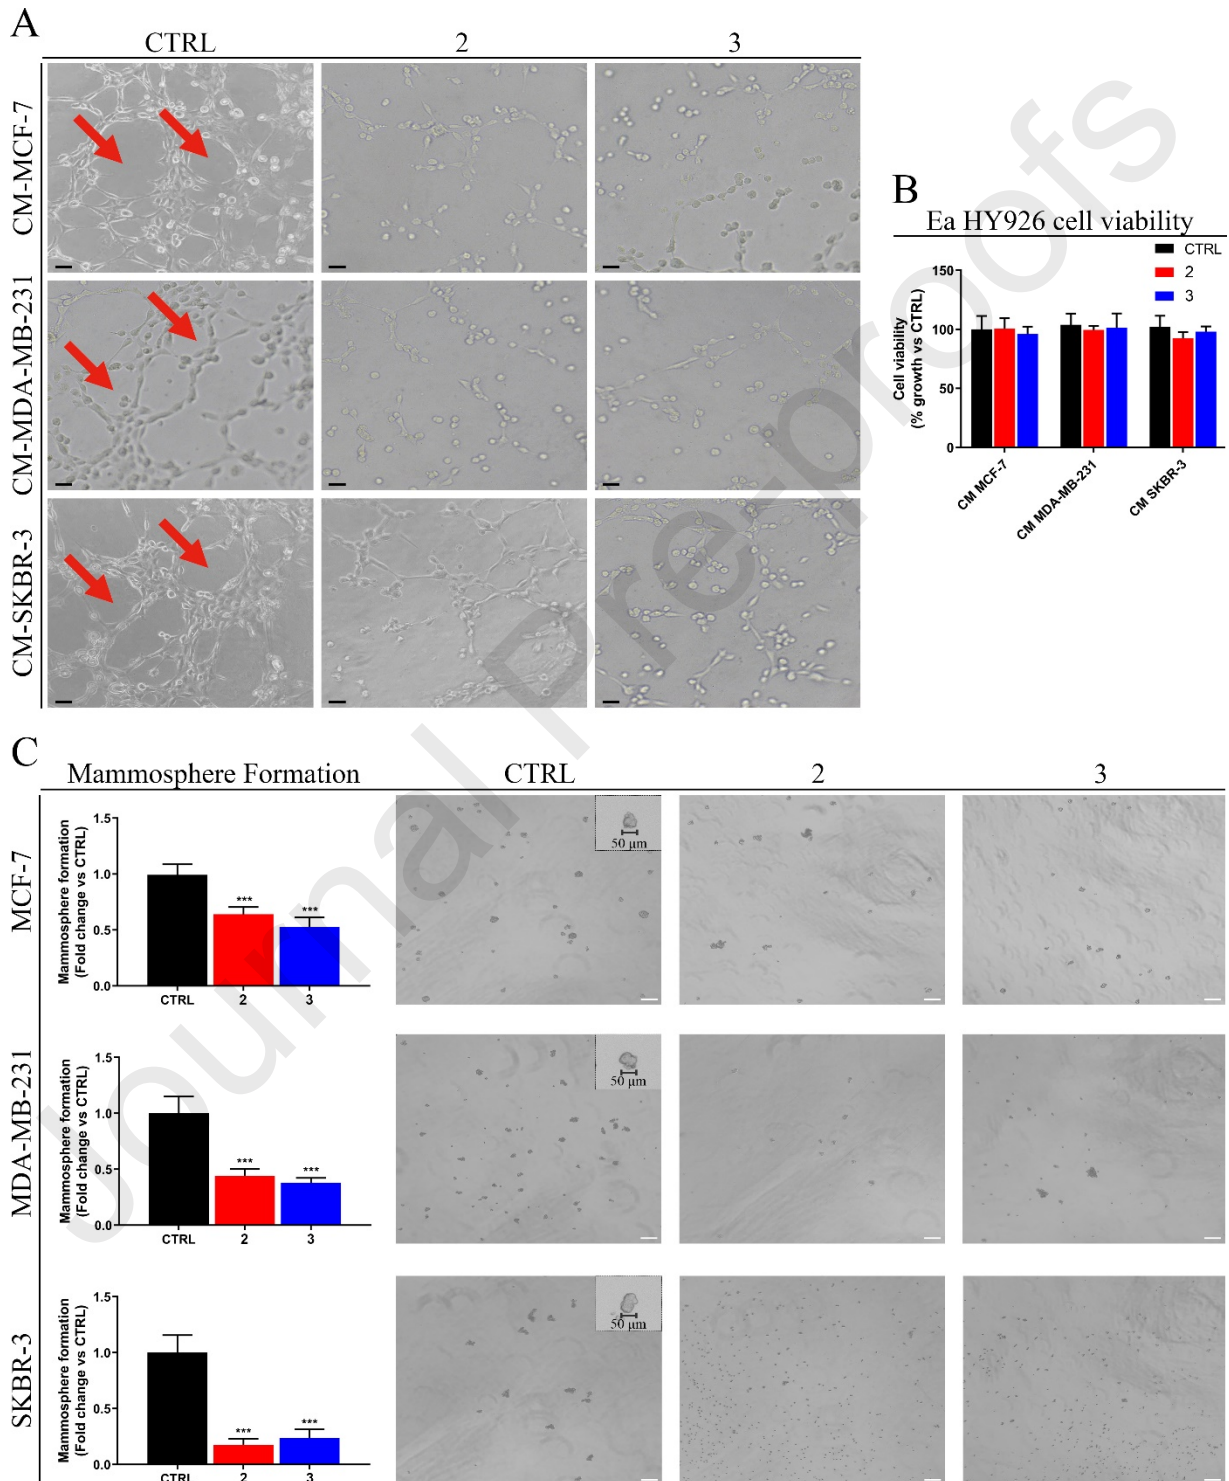 A
CTRL 2 3
CM-MCF-7
CM-MDA-MB-231
CM-SKBR-3
B
Ea HY926 cell viability
CTRL
2
3
Cell viability
(% growth vs CTRL)
150
100
50
0
CM MCF-7
CM MDA-MB-231
CM SKBR-3
C
Mammosphere Formation CTRL 2 3
MCF-7
Mammosphere formation
(Fold change vs CTRL)
1.5
1.0
0.5
0.0
***
***
CTRL 2 3
50 µm
MDA-MB-231
Mammosphere formation
(Fold change vs CTRL)
1.5
1.0
0.5
0.0
***
***
CTRL 2 3
50 µm
SKBR-3
Mammosphere formation
(Fold change vs CTRL)
1.5
1.0
0.5
0.0
***
***
CTRL 2 3
50 µm
Journal Pre-proofs